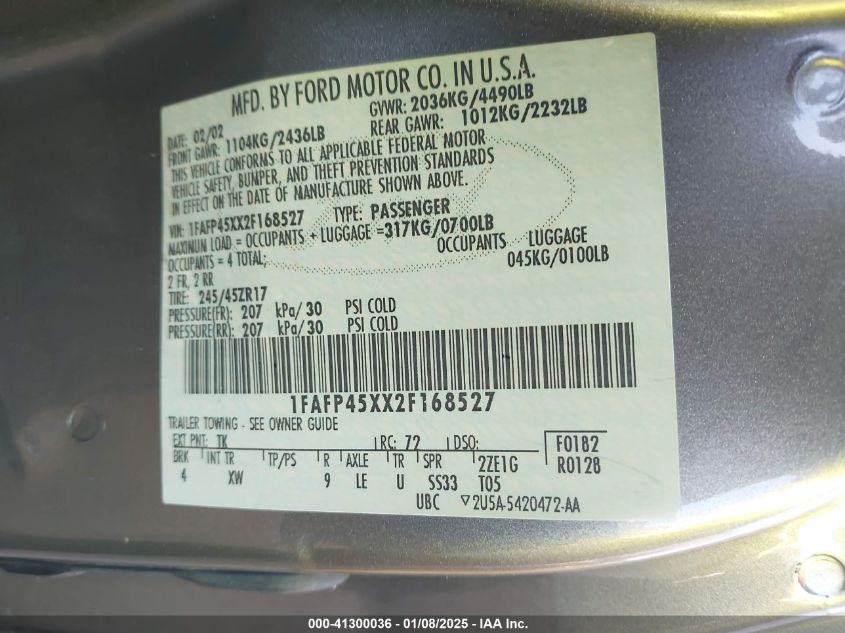 MFD. BY FORD MOTOR CO. IN U.S.A.
DATE: 02/02 GVWR: 2036KG/4490LB
FRONT GAWR: 1104KG/2436LB REAR GAWR: 1012KG/2232LB
THIS VEHICLE CONFORMS TO ALL APPLICABLE FEDERAL MOTOR
VEHICLE SAFETY, BUMPER, AND THEFT PREVENTION STANDARDS
IN EFFECT ON THE DATE OF MANUFACTURE SHOWN ABOVE.
VIN: 1FAFP45XX2F168527 TYPE: PASSENGER
MAXIMUN LOAD = OCCUPANTS + LUGGAGE =317KG/0700LB
OCCUPANTS = 4 TOTAL; OCCUPANTS LUGGAGE
2 FR, 2 RR 045KG/0100LB
TIRE: 245/45ZR17
PRESSURE(FR): 207 kPa/ 30 PSI COLD
PRESSURE(RR): 207 kPa/ 30 PSI COLD
1FAFP45XX2F168527
TRAILER TOWING - SEE OWNER GUIDE
EXT PNT: TK RC: 72 DSO: F0182
BRK INT TR TP/PS R AXLE TR SPR 2ZE1G R0128
4 XW 9 LE U SS33 T05
UBC ▽2U5A-5420472-AA
000-41300036 - 01/08/2025 - IAA Inc.